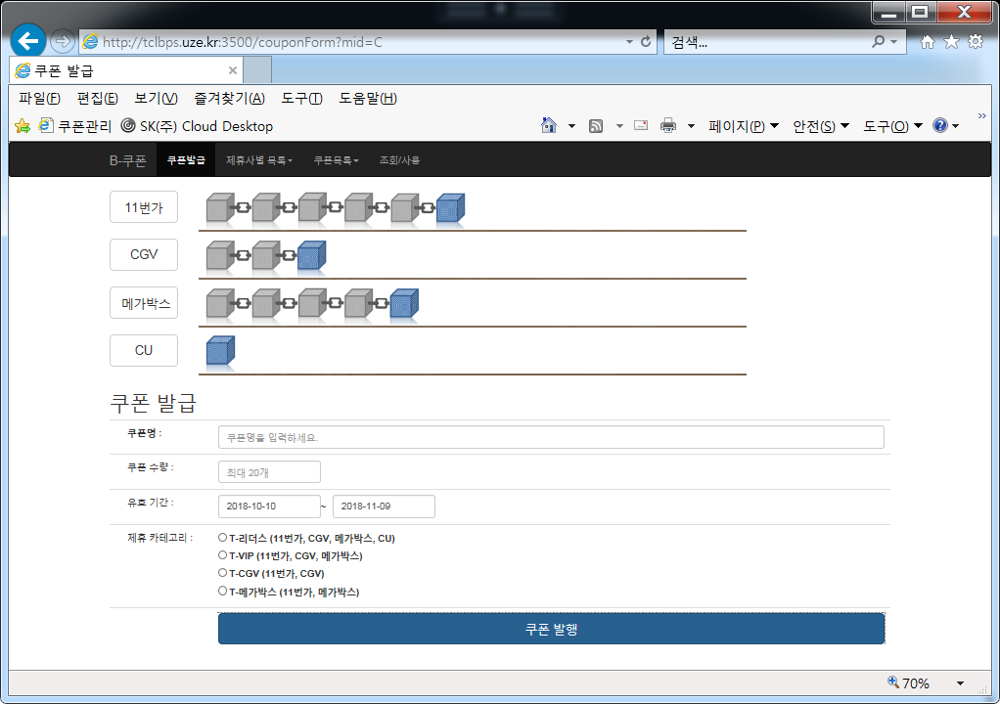 http://tclbps.uze.kr:3500/couponForm?mid=C
검색...
쿠폰 발급
파일(F) 편집(E) 보기(V) 즐겨찾기(A) 도구(T) 도움말(H)
쿠폰관리 SK(주) Cloud Desktop
페이지(P) 안전(S) 도구(O)
B-쿠폰 쿠폰발급 제휴사별 목록 쿠폰목록 조회/사용
11번가
CGV
메가박스
CU
쿠폰 발급
쿠폰명 :
쿠폰명을 입력하세요.
쿠폰 수량 :
최대 20개
유효 기간 :
2018-10-10 ~ 2018-11-09
제휴 카테고리 :
T-리더스 (11번가, CGV, 메가박스, CU)
T-VIP (11번가, CGV, 메가박스)
T-CGV (11번가, CGV)
T-메가박스 (11번가, 메가박스)
쿠폰 발행
70%